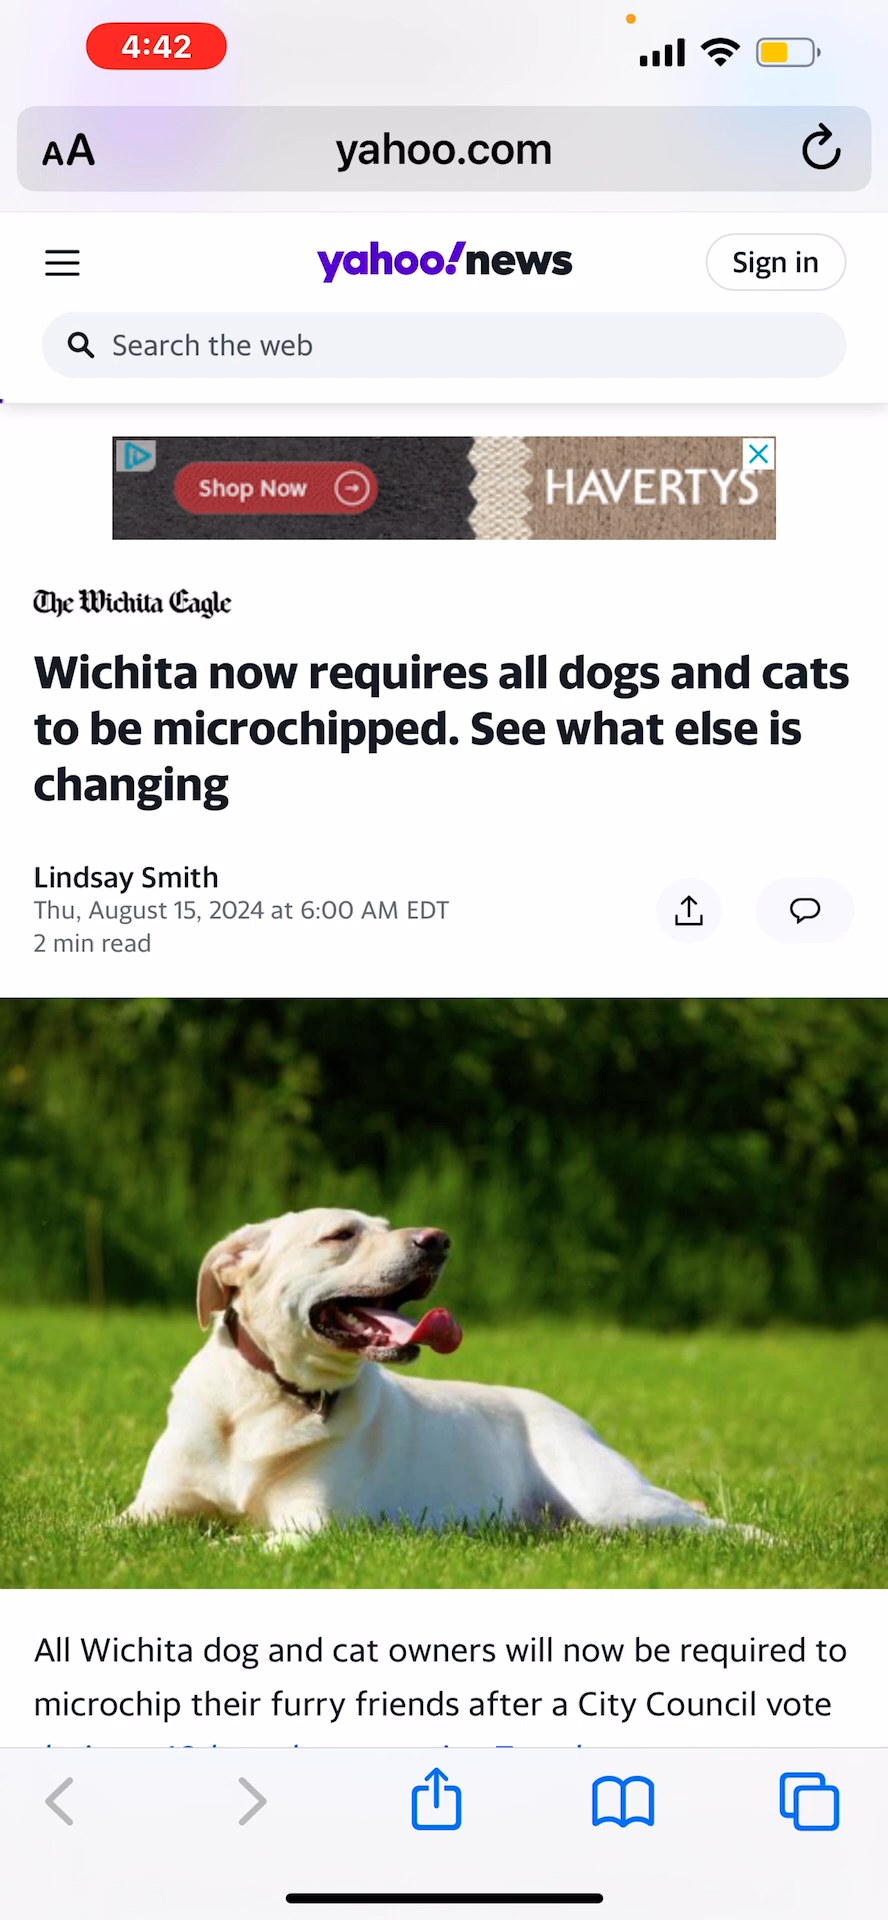 4:42
AA
yahoo.com
yahoo!news
Sign in
Search the web
Shop Now
HAVERTYS
The Wichita Eagle
Wichita now requires all dogs and cats
to be microchipped. See what else is
changing
Lindsay Smith
Thu, August 15, 2024 at 6:00 AM EDT
2 min read
All Wichita dog and cat owners will now be required to
microchip their furry friends after a City Council vote